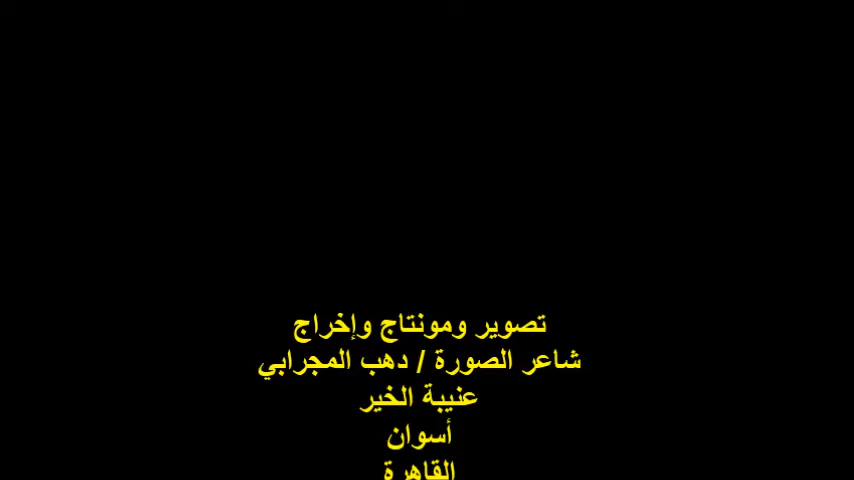 تصوير ومونتاج وإخراج
شاعر الصورة / دهب المجرابي
عنيبة الخير
أسوان
القاهرة